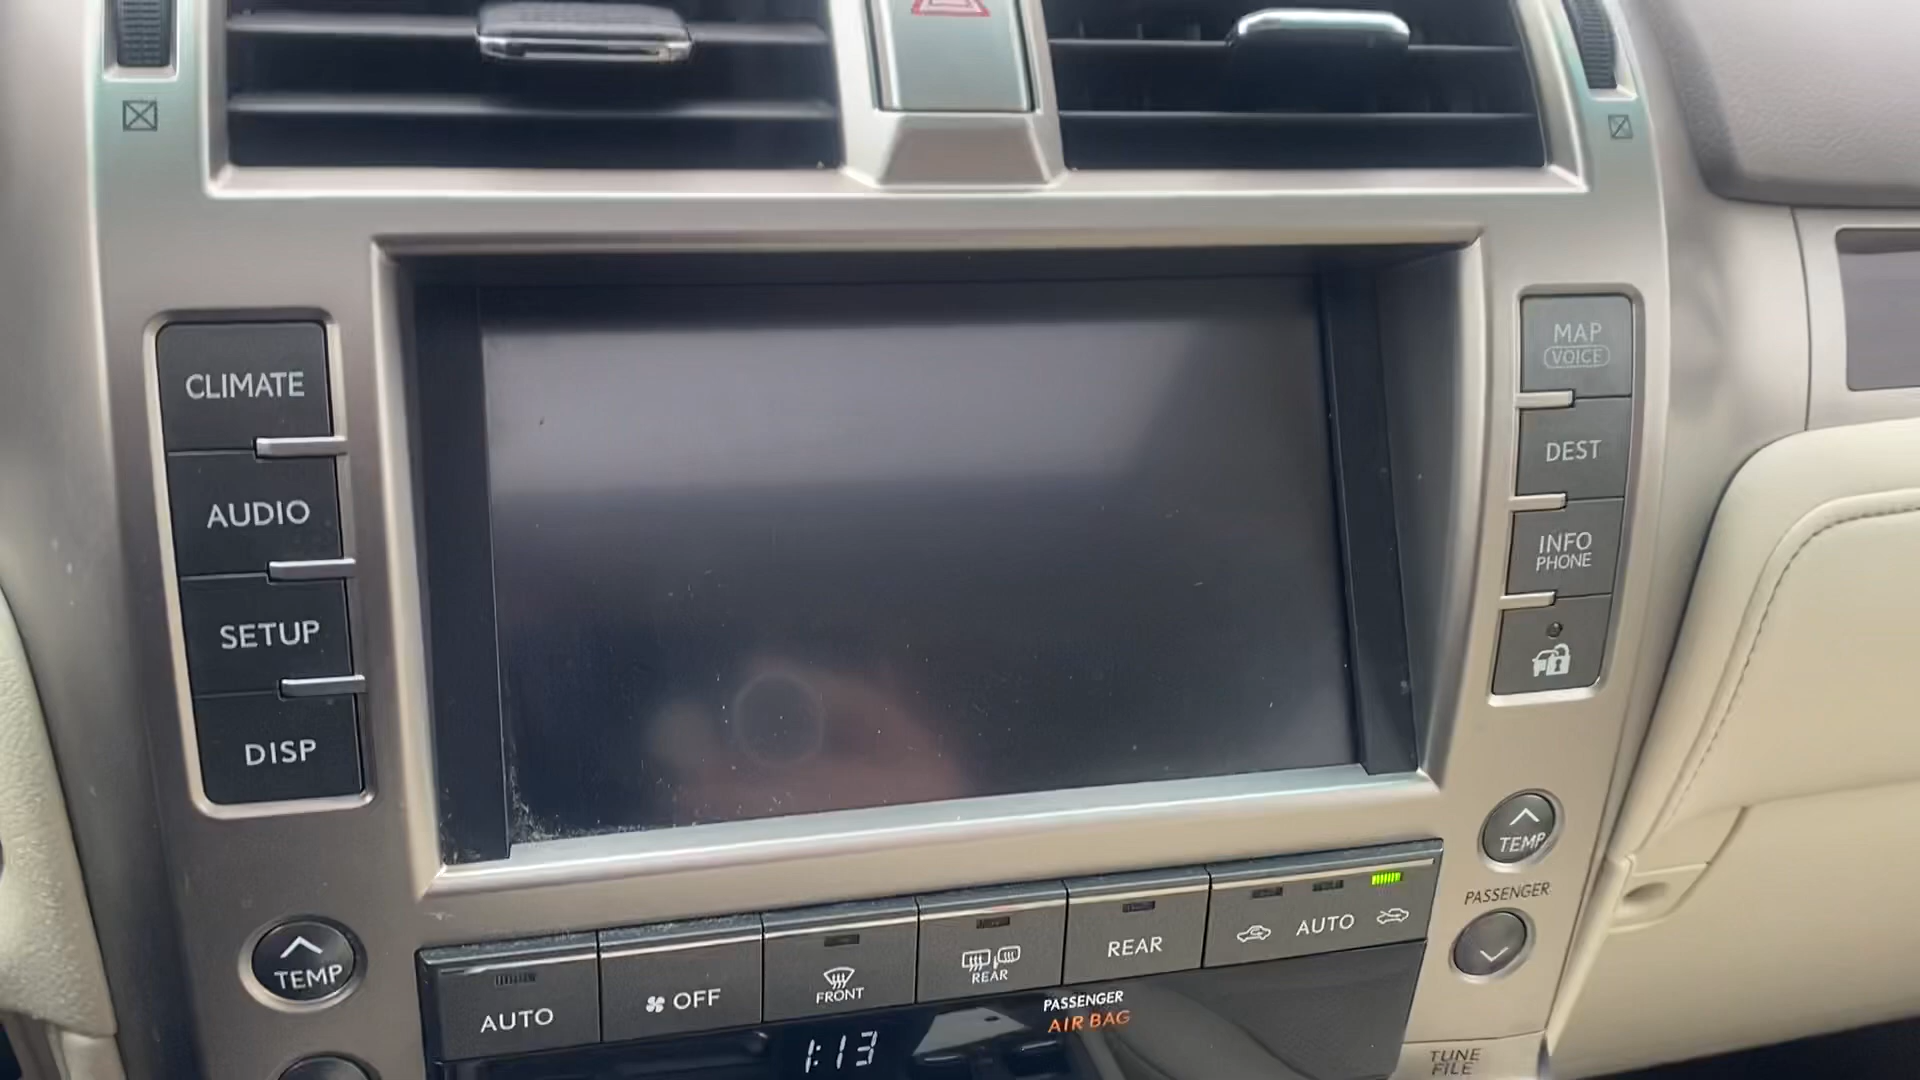 CLIMATE
AUDIO
SETUP
DISP
MAP
VOICE
DEST
INFO
PHONE
TEMP
PASSENGER
TEMP
AUTO
OFF
FRONT
REAR
REAR
AUTO
PASSENGER
AIR BAG
1:13
TUNE
FILE